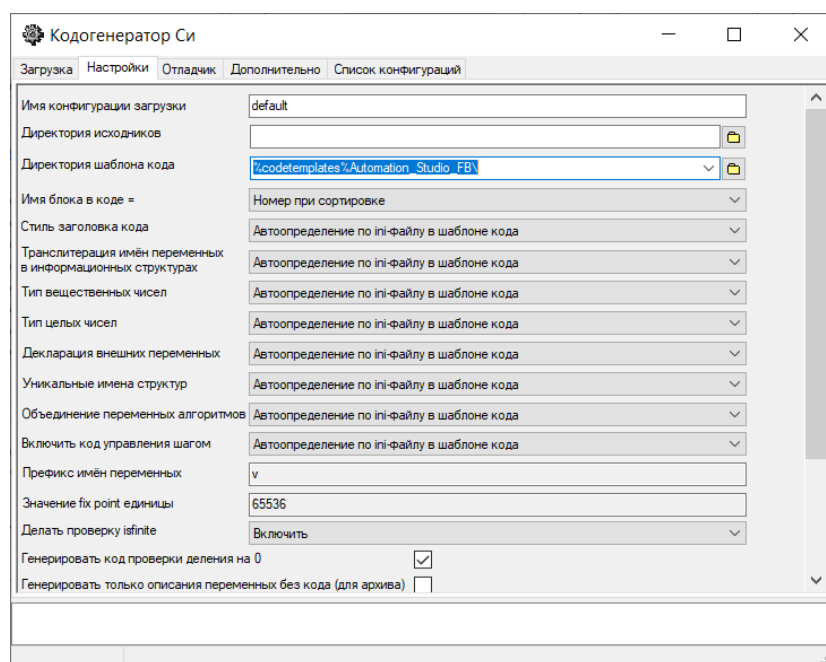 Кодогенератор Си
Загрузка Настройки Отладчик Дополнительно Список конфигураций
Имя конфигурации загрузки default
Директория исходников
Директория шаблона кода %codetemplates%Automation_Studio_FB\
Имя блока в коде = Номер при сортировке
Стиль заголовка кода Автоопределение по ini-файлу в шаблоне кода
Транслитерация имён переменных
в информационных структурах Автоопределение по ini-файлу в шаблоне кода
Тип вещественных чисел Автоопределение по ini-файлу в шаблоне кода
Тип целых чисел Автоопределение по ini-файлу в шаблоне кода
Декларация внешних переменных Автоопределение по ini-файлу в шаблоне кода
Уникальные имена структур Автоопределение по ini-файлу в шаблоне кода
Объединение переменных алгоритмов Автоопределение по ini-файлу в шаблоне кода
Включить код управления шагом Автоопределение по ini-файлу в шаблоне кода
Префикс имён переменных v
Значение fix point единицы 65536
Делать проверку isfinite Включить
Генерировать код проверки деления на 0
Генерировать только описания переменных без кода (для архива)